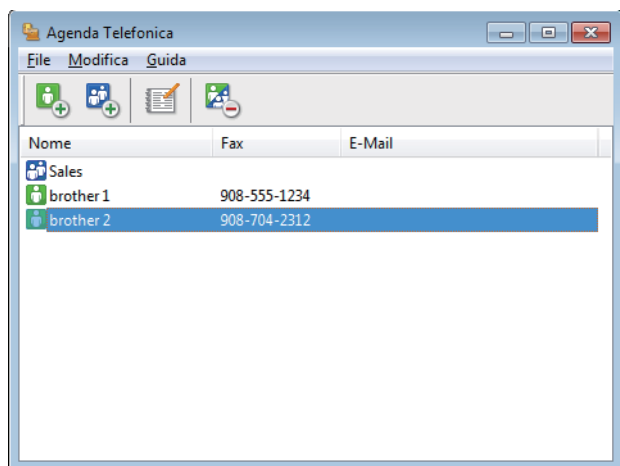 Agenda Telefonica
File Modifica Guida
Nome Fax E-Mail
Sales
brother 1 908-555-1234
brother 2 908-704-2312